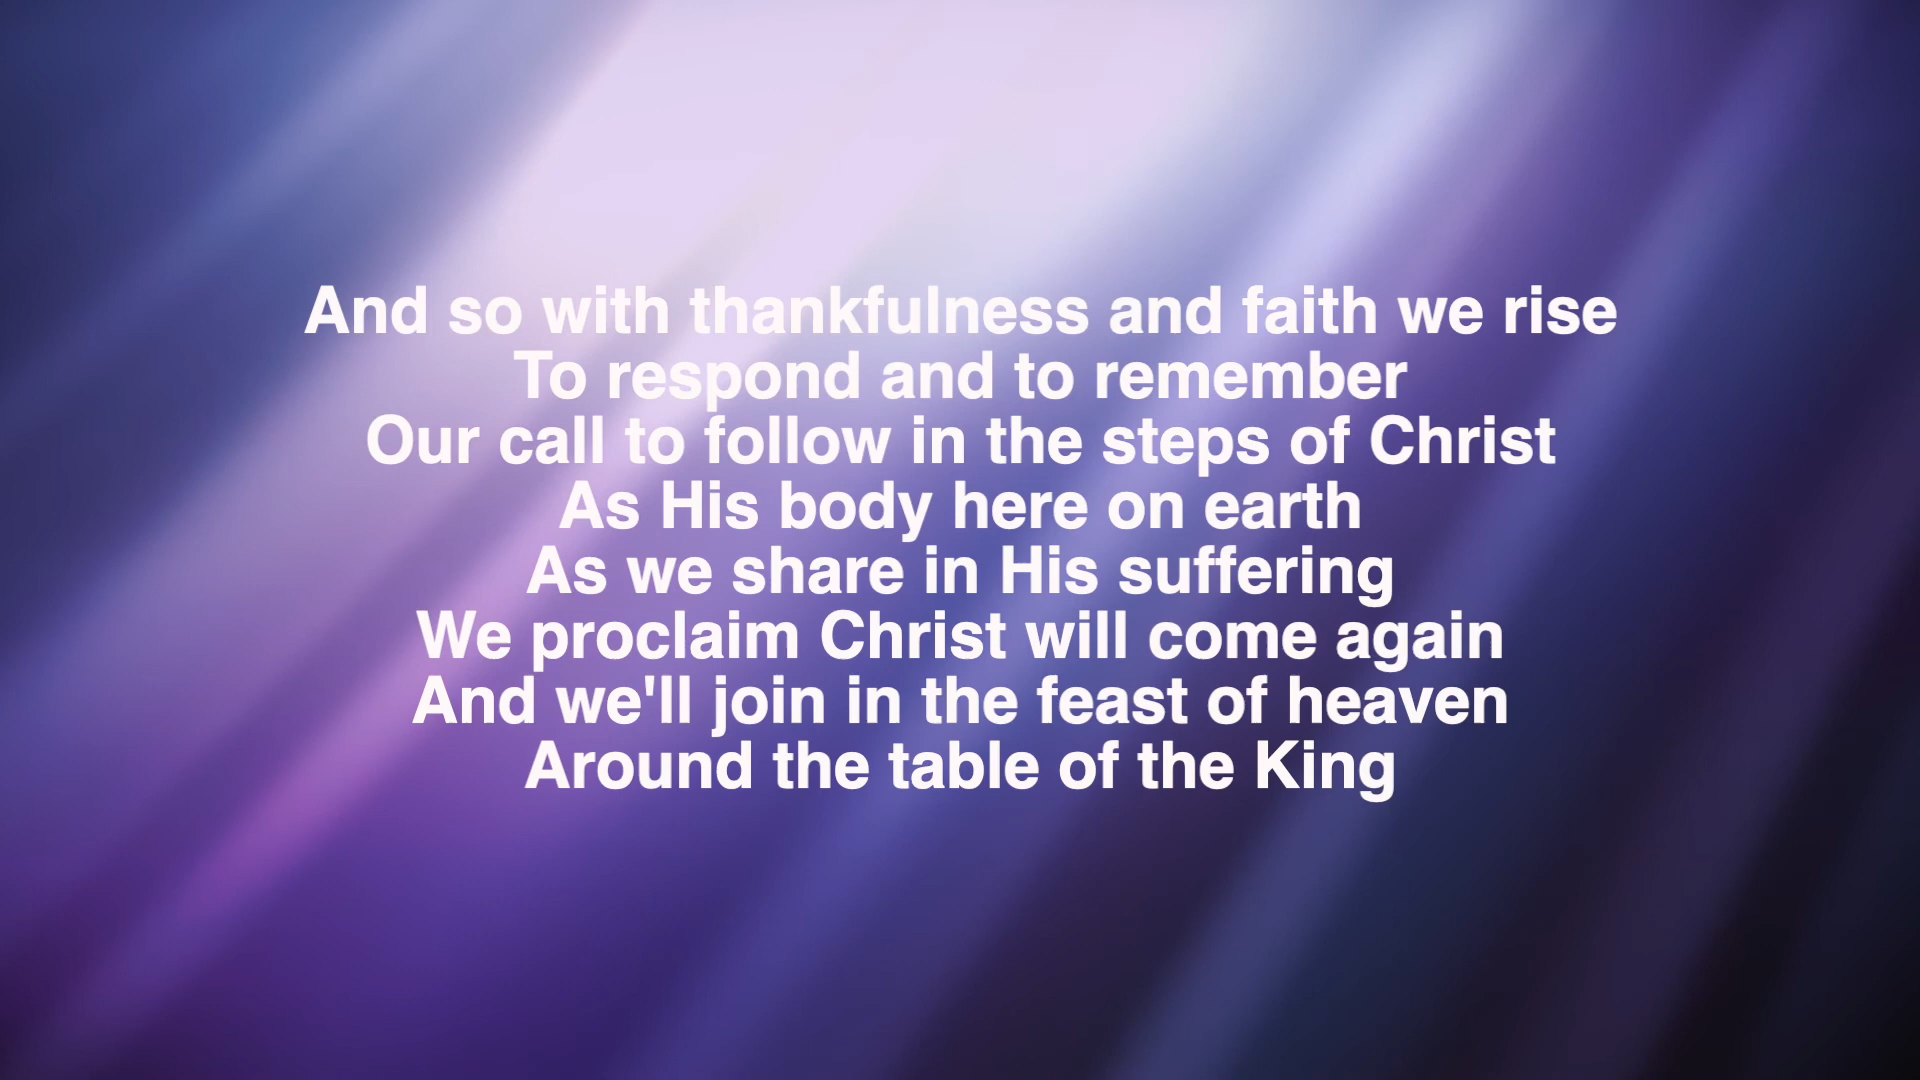 And so with thankfulness and faith we rise
To respond and to remember
Our call to follow in the steps of Christ
As His body here on earth
As we share in His suffering
We proclaim Christ will come again
And we'll join in the feast of heaven
Around the table of the King